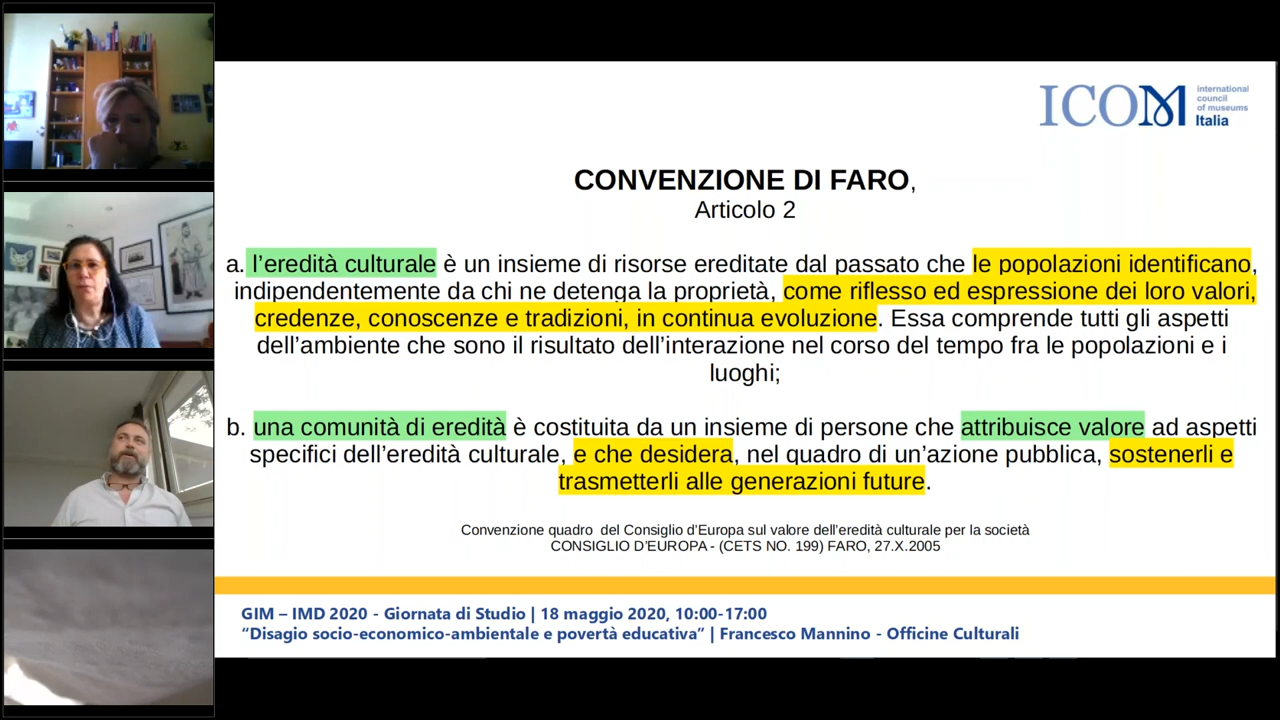 ICOM
international
council
of museums
Italia
CONVENZIONE DI FARO,
Articolo 2
a. l’eredità culturale è un insieme di risorse ereditate dal passato che le popolazioni identificano,
indipendentemente da chi ne detenga la proprietà, come riflesso ed espressione dei loro valori,
credenze, conoscenze e tradizioni, in continua evoluzione. Essa comprende tutti gli aspetti
dell’ambiente che sono il risultato dell’interazione nel corso del tempo fra le popolazioni e i
luoghi;
b. una comunità di eredità è costituita da un insieme di persone che attribuisce valore ad aspetti
specifici dell’eredità culturale, e che desidera, nel quadro di un’azione pubblica, sostenerli e
trasmetterli alle generazioni future.
Convenzione quadro del Consiglio d’Europa sul valore dell’eredità culturale per la società
CONSIGLIO D’EUROPA - (CETS NO. 199) FARO, 27.X.2005
GIM – IMD 2020 - Giornata di Studio | 18 maggio 2020, 10:00-17:00
“Disagio socio-economico-ambientale e povertà educativa” | Francesco Mannino - Officine Culturali